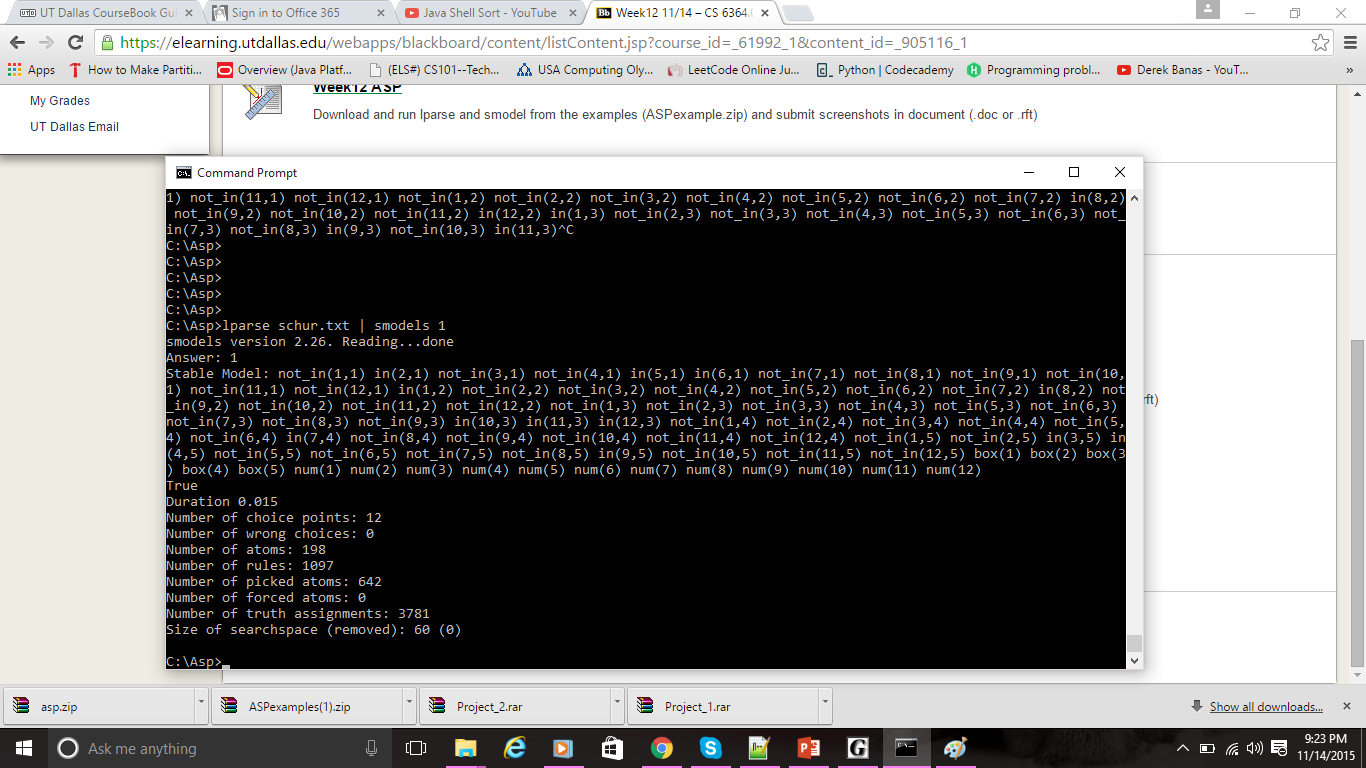 UT Dallas CourseBook Gui
Sign in to Office 365
Java Shell Sort - YouTube
Week12 11/14 – CS 6364.
https://elearning.utdallas.edu/webapps/blackboard/content/listContent.jsp?course_id=_61992_1&content_id=_905116_1
Apps
How to Make Partiti...
Overview (Java Platf...
(ELS#) CS101--Tech...
USA Computing Oly...
LeetCode Online Ju...
Python | Codecademy
Programming probl...
Derek Banas - YouT...
»
My Grades
UT Dallas Email
Week12 ASP
Download and run lparse and smodel from the examples (ASPexample.zip) and submit screenshots in document (.doc or .rft)
Command Prompt
1) not_in(11,1) not_in(12,1) not_in(1,2) not_in(2,2) not_in(3,2) not_in(4,2) not_in(5,2) not_in(6,2) not_in(7,2) in(8,2)
not_in(9,2) not_in(10,2) not_in(11,2) in(12,2) in(1,3) not_in(2,3) not_in(3,3) not_in(4,3) not_in(5,3) not_in(6,3) not_
in(7,3) not_in(8,3) in(9,3) not_in(10,3) in(11,3)^C
C:\Asp>
C:\Asp>
C:\Asp>
C:\Asp>
C:\Asp>
C:\Asp>lparse schur.txt | smodels 1
smodels version 2.26. Reading...done
Answer: 1
Stable Model: not_in(1,1) in(2,1) not_in(3,1) not_in(4,1) in(5,1) in(6,1) not_in(7,1) not_in(8,1) not_in(9,1) not_in(10,
1) not_in(11,1) not_in(12,1) in(1,2) not_in(2,2) not_in(3,2) not_in(4,2) not_in(5,2) not_in(6,2) not_in(7,2) in(8,2) not
_in(9,2) not_in(10,2) not_in(11,2) not_in(12,2) not_in(1,3) not_in(2,3) not_in(3,3) not_in(4,3) not_in(5,3) not_in(6,3)
not_in(7,3) not_in(8,3) not_in(9,3) in(10,3) in(11,3) in(12,3) not_in(1,4) not_in(2,4) not_in(3,4) not_in(4,4) not_in(5,
4) not_in(6,4) in(7,4) not_in(8,4) not_in(9,4) not_in(10,4) not_in(11,4) not_in(12,4) not_in(1,5) not_in(2,5) in(3,5) in
(4,5) not_in(5,5) not_in(6,5) not_in(7,5) not_in(8,5) in(9,5) not_in(10,5) not_in(11,5) not_in(12,5) box(1) box(2) box(3
) box(4) box(5) num(1) num(2) num(3) num(4) num(5) num(6) num(7) num(8) num(9) num(10) num(11) num(12)
True
Duration 0.015
Number of choice points: 12
Number of wrong choices: 0
Number of atoms: 198
Number of rules: 1097
Number of picked atoms: 642
Number of forced atoms: 0
Number of truth assignments: 3781
Size of searchspace (removed): 60 (0)
C:\Asp>
rft)
asp.zip
ASPexamples(1).zip
Project_2.rar
Project_1.rar
Show all downloads...
Ask me anything
9:23 PM
11/14/2015